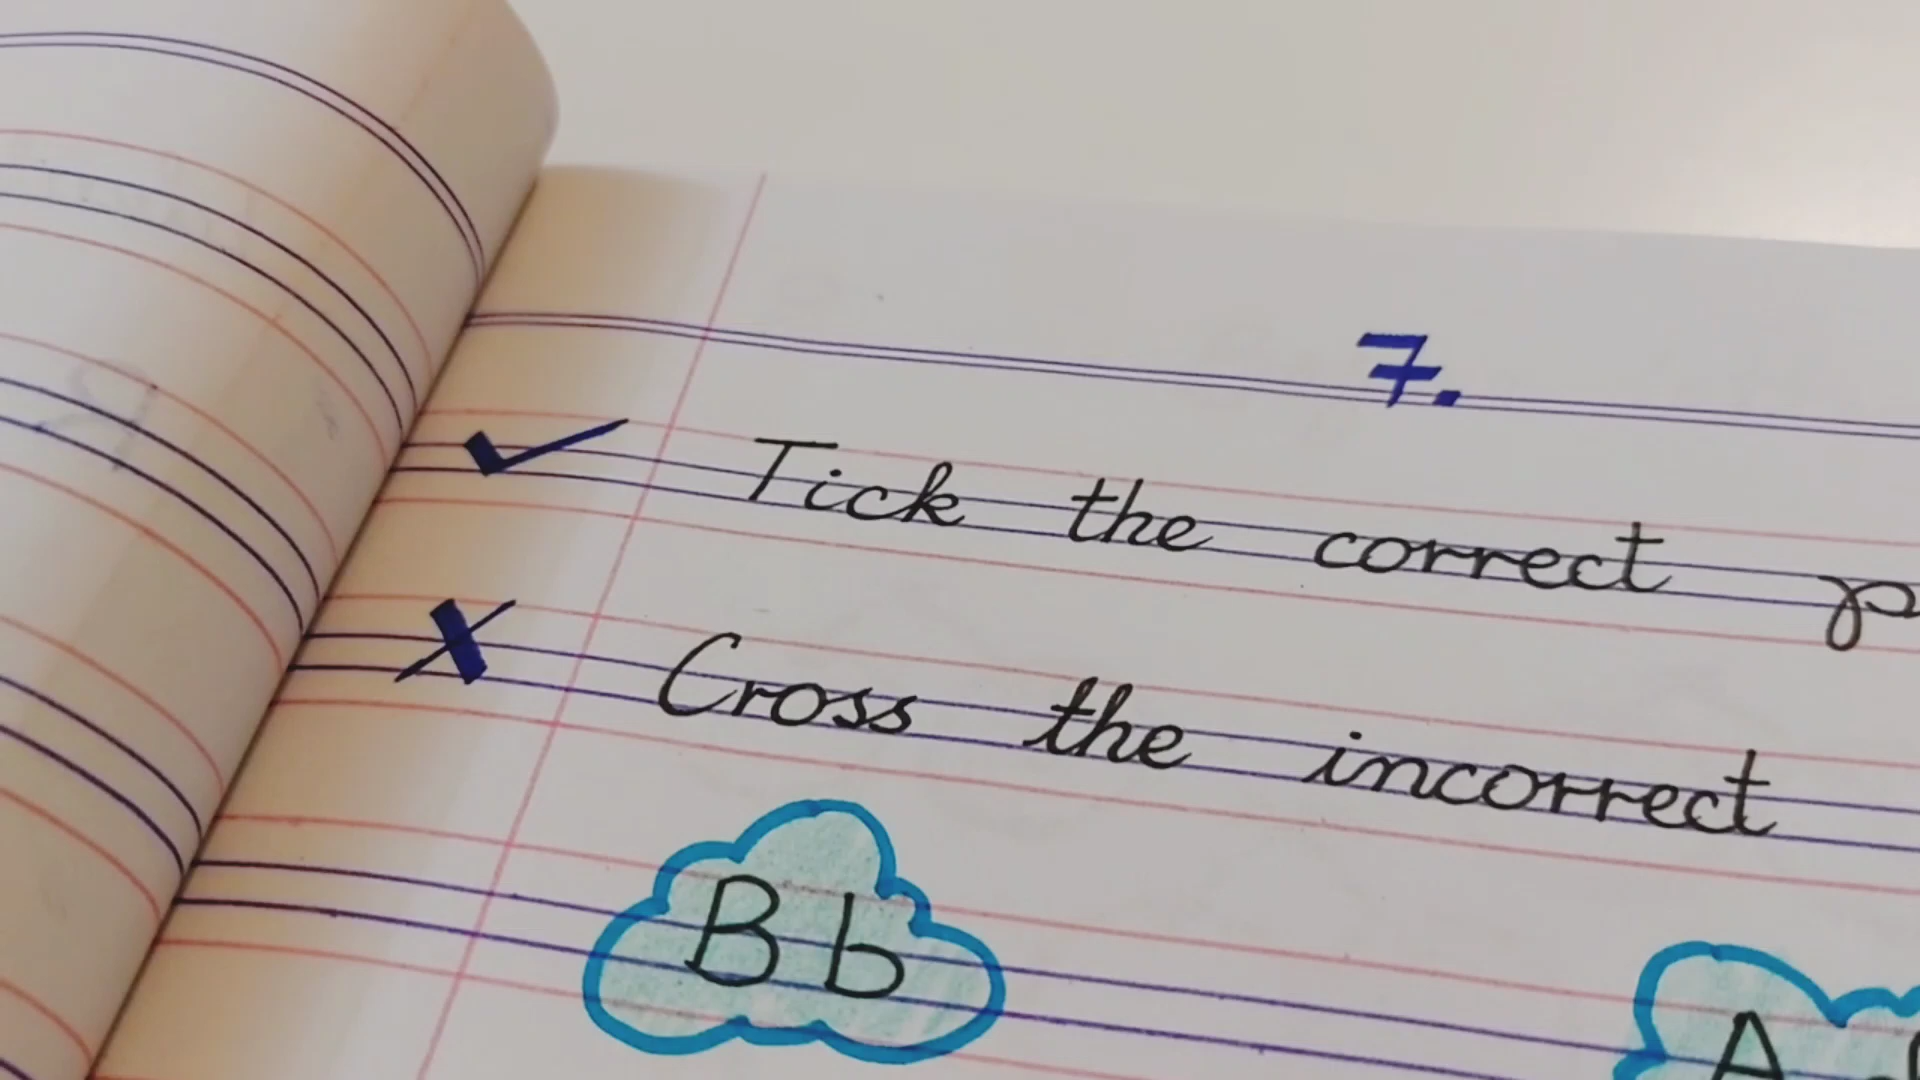 7.
✓ Tick the correct
✗ Cross the incorrect
Bb
A